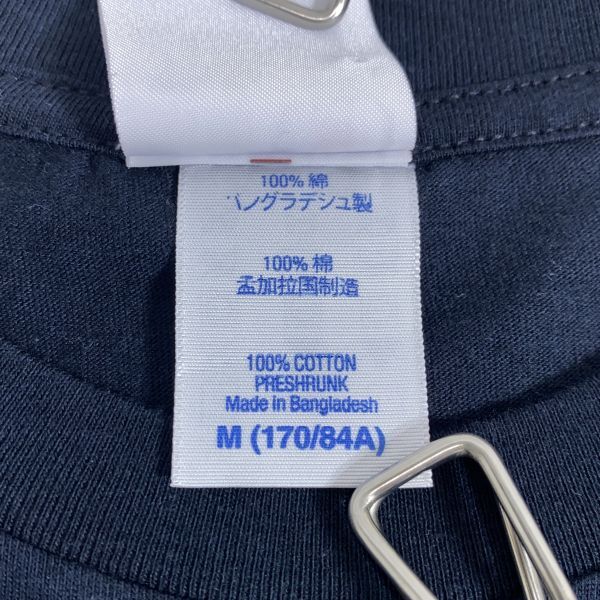 100% 綿
バングラデシュ製
100% 棉
孟加拉国制造
100% COTTON
PRESHRUNK
Made in Bangladesh
M (170/84A)